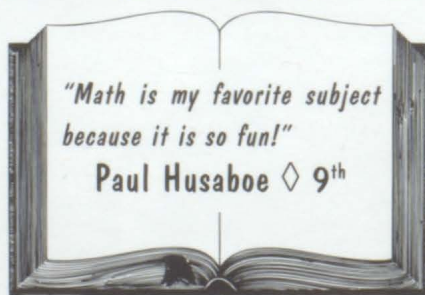 "Math is my favorite subject
because it is so fun!"
Paul Husaboe ◊ 9th